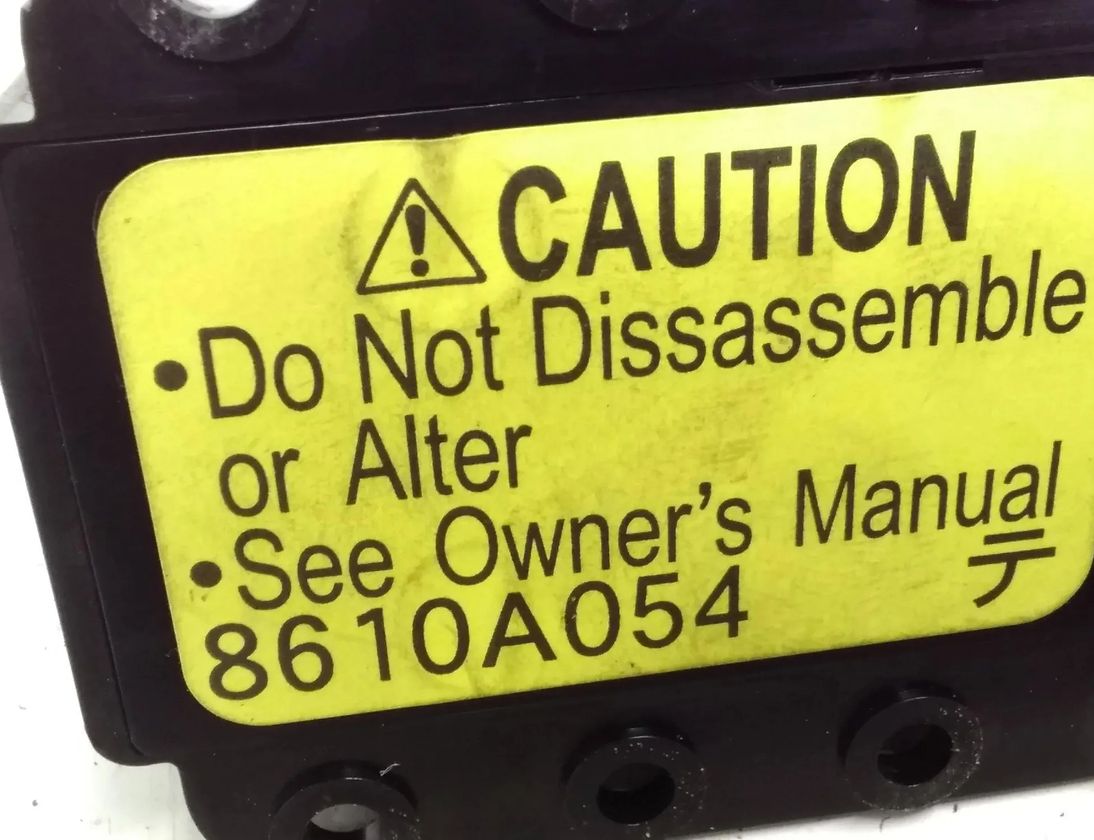 ⚠ CAUTION
•Do Not Dissassemble
or Alter
•See Owner's Manual
8610A054 テ